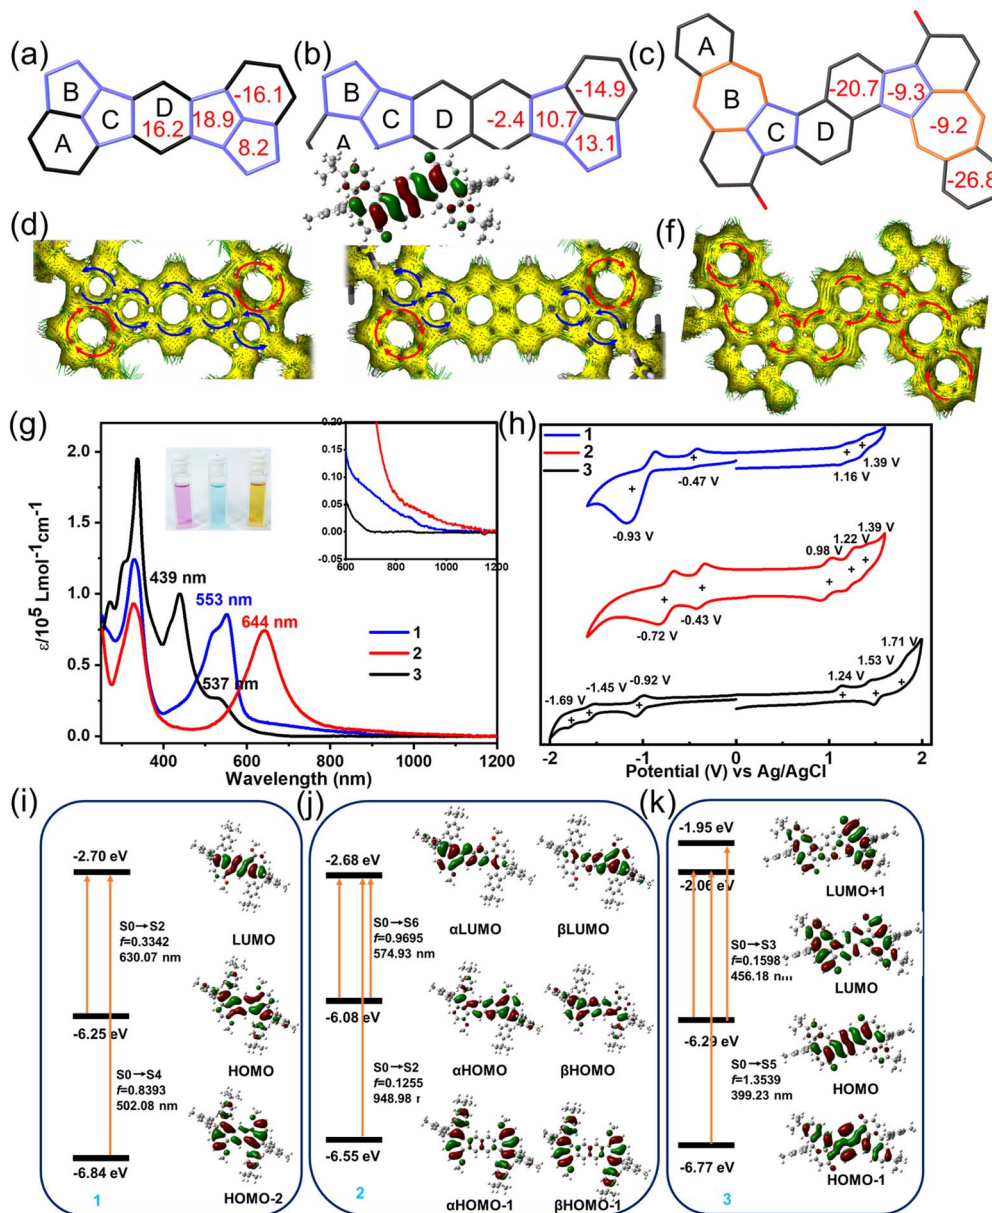 (a)
(b)
(c)
B
A
C
D
16.2
18.9
-16.1
8.2
B
A
C
D
-2.4
10.7
-14.9
13.1
A
B
C
D
-20.7
-9.3
-9.2
-26.8
(d)
(f)
(g)
ε/10⁵ Lmol⁻¹cm⁻¹
2.0
1.5
1.0
0.5
0.0
439 nm
553 nm
644 nm
537 nm
1
2
3
400 600 800 1000 1200
Wavelength (nm)
0.20
0.15
0.10
0.05
0.00
-0.05
600 800 1000 1200
(h)
1
2
3
-0.47 V
-0.93 V
1.16 V
1.39 V
-0.72 V
-0.43 V
0.98 V
1.22 V
1.39 V
-1.69 V
-1.45 V
-0.92 V
1.24 V
1.53 V
1.71 V
-2 -1 0 1 2
Potential (V) vs Ag/AgCl
(i)
-2.70 eV
S0→S2
f=0.3342
630.07 nm
-6.25 eV
S0→S4
f=0.8393
502.08 nm
-6.84 eV
1
LUMO
HOMO
HOMO-2
(j)
-2.68 eV
S0→S6
f=0.9695
574.93 nm
-6.08 eV
S0→S2
f=0.1255
948.98
-6.55 eV
2
αLUMO
βLUMO
αHOMO
βHOMO
αHOMO-1
βHOMO-1
(k)
-1.95 eV
-2.06 eV
S0→S3
f=0.1598
456.18 nm
-6.29 eV
S0→S5
f=1.3539
399.23 nm
-6.77 eV
3
LUMO+1
LUMO
HOMO
HOMO-1